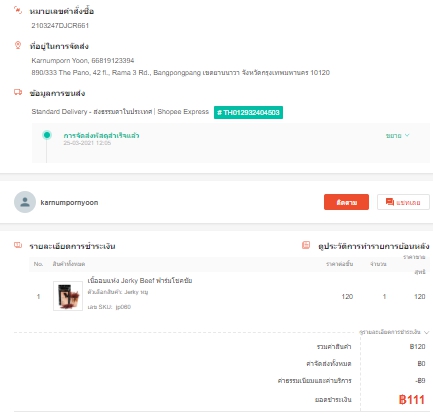 หมายเลขคำสั่งซื้อ
2103247DJCR661
ที่อยู่ในการจัดส่ง
Karnumporn Yoon, 66819123394
890/333 The Pano, 42 fl., Rama 3 Rd., Bangpongpang เขตยานนาวา จังหวัดกรุงเทพมหานคร 10120
ข้อมูลการขนส่ง
Standard Delivery - ส่งธรรมดาในประเทศ | Shopee Express # TH012932404503
การจัดส่งพัสดุสำเร็จแล้ว ขยาย
25-03-2021 12:05
karnumpornyoon ติดตาม แชทเลย
รายละเอียดการชำระเงิน ดูประวัติการทำรายการย้อนหลัง
No. สินค้าทั้งหมด ราคาต่อชิ้น จำนวน ราคาขายสุทธิ
เนื้ออบแห้ง Jerky Beef ฟาร์มโชคชัย
1 ตัวเลือกสินค้า: Jerky หมู 120 1 120
เลข SKU: jp060
ดูรายละเอียดการชำระเงิน
รวมค่าสินค้า ฿120
ค่าจัดส่งทั้งหมด ฿0
ค่าธรรมเนียมและค่าบริการ -฿9
ยอดชำระเงิน ฿111